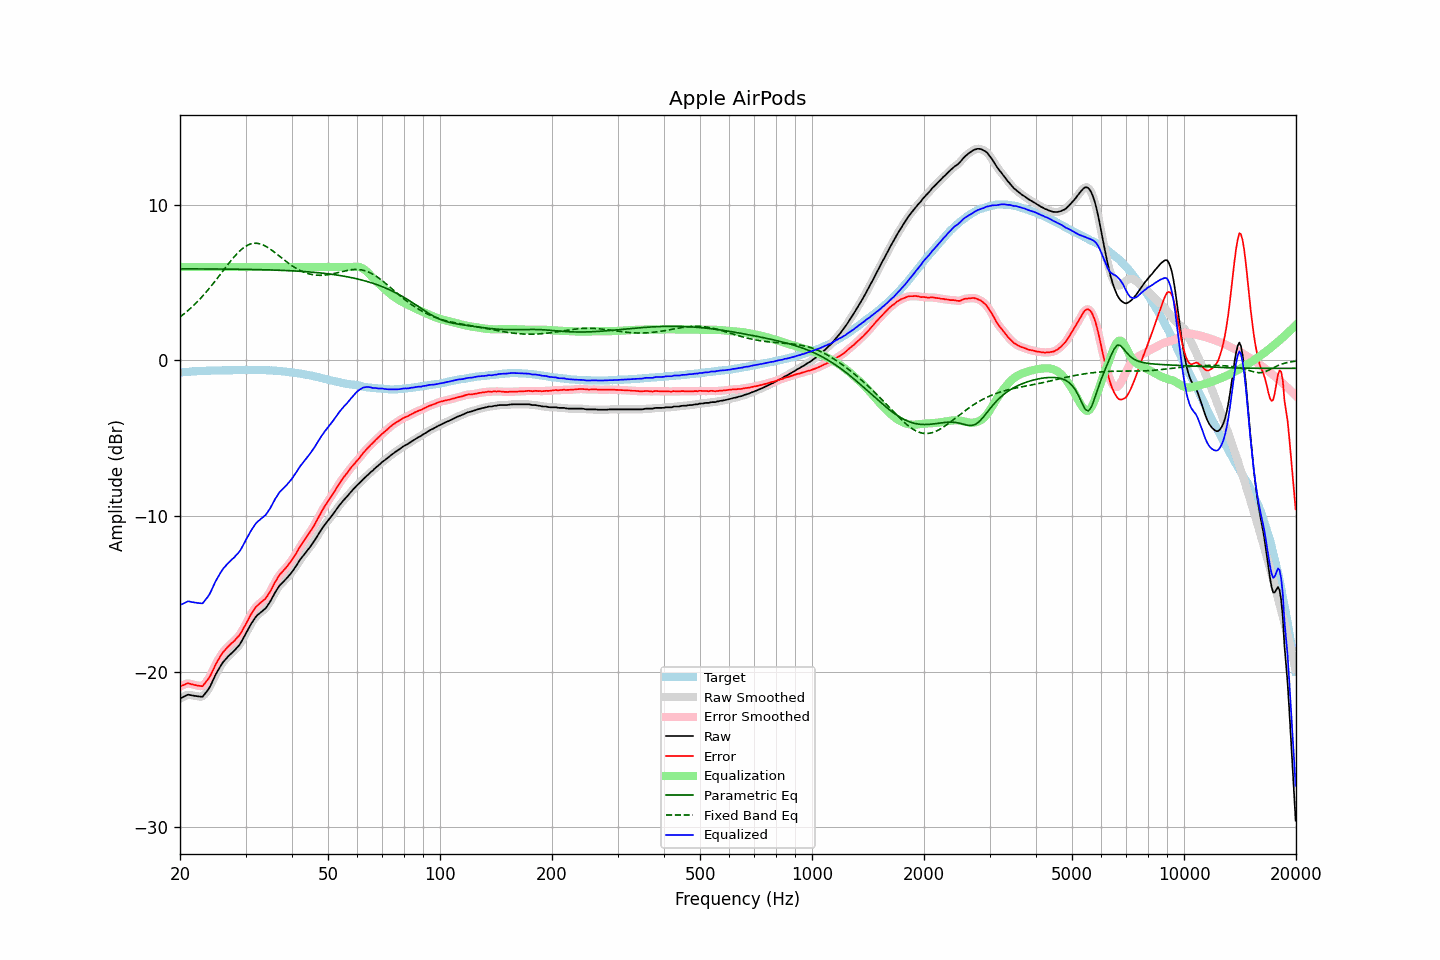 Apple AirPods
10
0
−10
−20
−30
Amplitude (dBr)
20
50
100
200
500
1000
2000
5000
10000
20000
Frequency (Hz)
Target
Raw Smoothed
Error Smoothed
Raw
Error
Equalization
Parametric Eq
Fixed Band Eq
Equalized